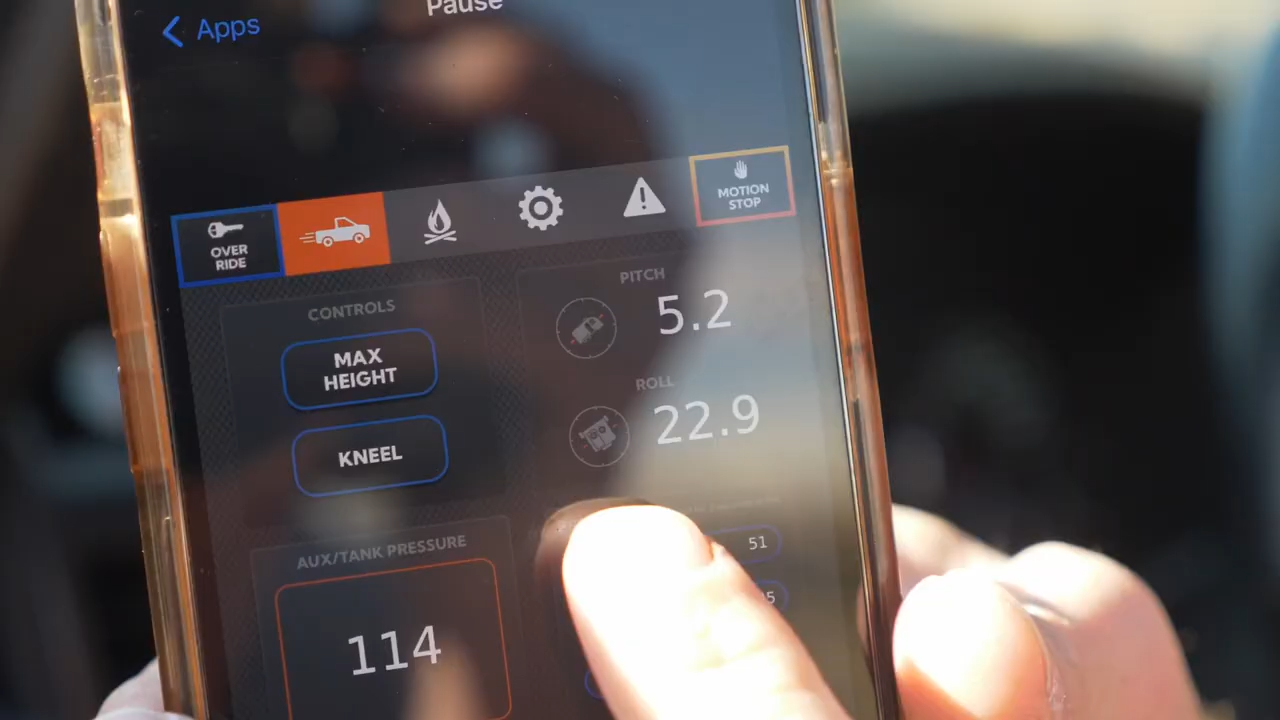 Pause
Apps
OVER
RIDE
MOTION
STOP
CONTROLS
MAX
HEIGHT
KNEEL
PITCH
5.2
ROLL
22.9
AUX/TANK PRESSURE
114
51